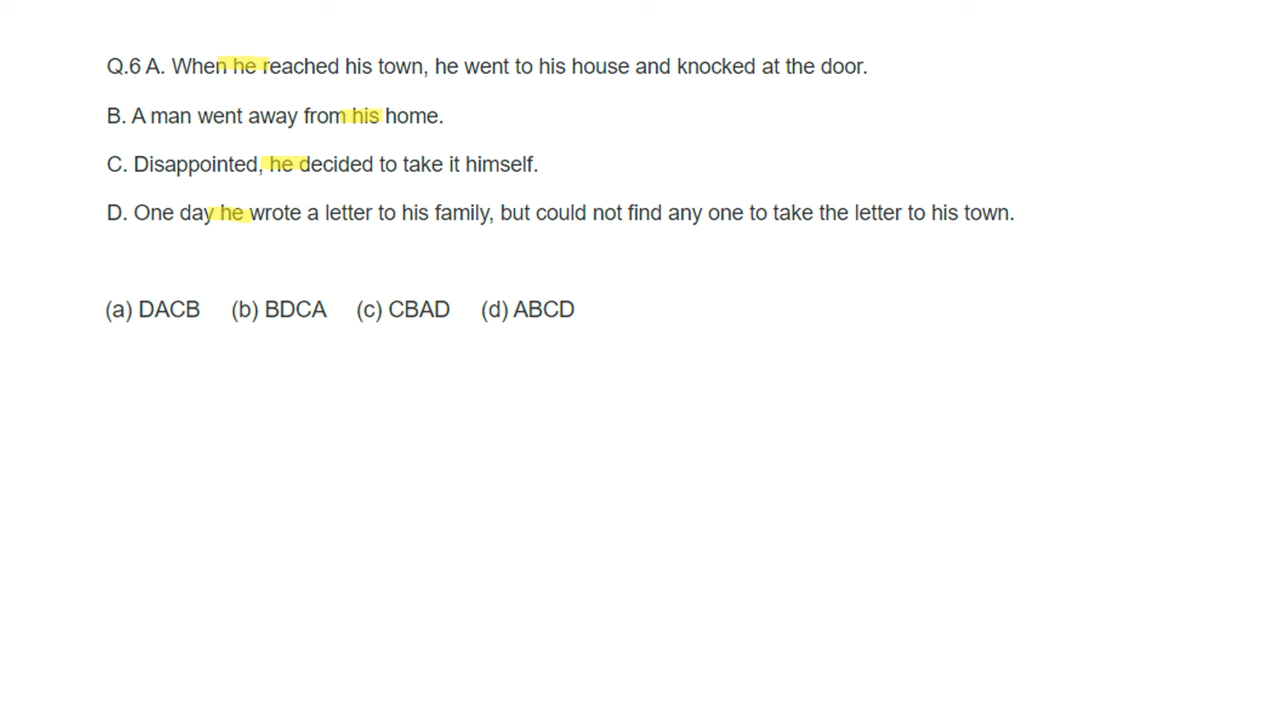 Q.6 A. When he reached his town, he went to his house and knocked at the door.
B. A man went away from his home.
C. Disappointed, he decided to take it himself.
D. One day he wrote a letter to his family, but could not find any one to take the letter to his town.
(a) DACB (b) BDCA (c) CBAD (d) ABCD